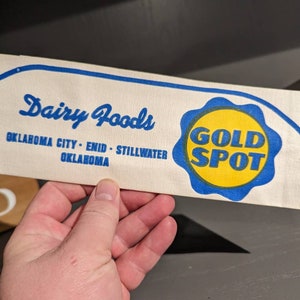 Dairy Foods
OKLAHOMA CITY · ENID · STILLWATER
OKLAHOMA
GOLD
SPOT